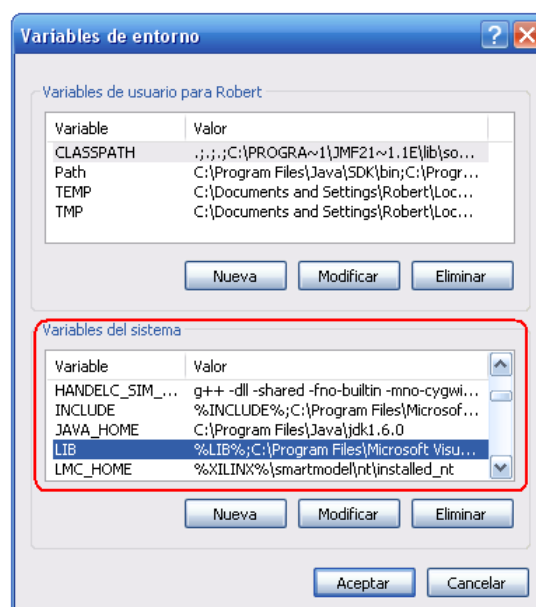 Variables de entorno
Variables de usuario para Robert
Variable Valor
CLASSPATH .;.;.;C:\PROGRA~1\JMF21~1.1E\lib\so...
Path C:\Program Files\Java\SDK\bin;C:\Progr...
TEMP C:\Documents and Settings\Robert\Loc...
TMP C:\Documents and Settings\Robert\Loc...
Nueva Modificar Eliminar
Variables del sistema
Variable Valor
HANDELC_SIM_... g++ -dll -shared -fno-builtin -mno-cygwi...
INCLUDE %INCLUDE%;C:\Program Files\Microsof...
JAVA_HOME C:\Program Files\Java\jdk1.6.0
LIB %LIB%;C:\Program Files\Microsoft Visu...
LMC_HOME %XILINX%\smartmodel\nt\installed_nt
Nueva Modificar Eliminar
Aceptar Cancelar